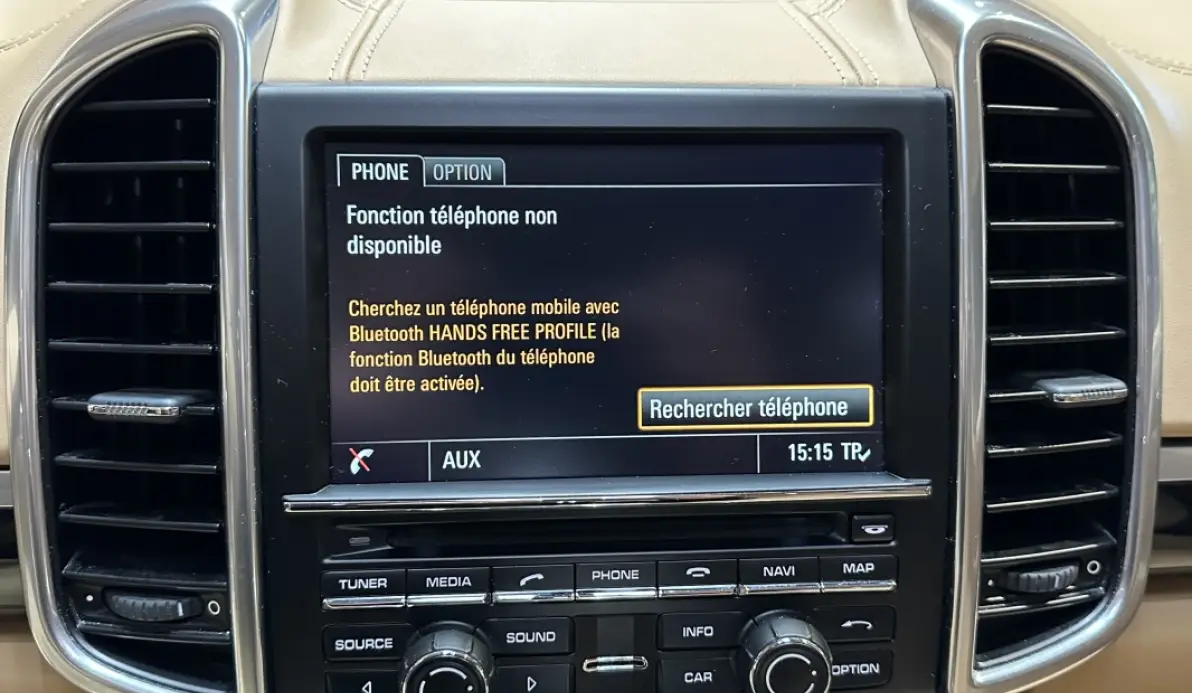 PHONE OPTION
Fonction téléphone non
disponible
Cherchez un téléphone mobile avec
Bluetooth HANDS FREE PROFILE (la
fonction Bluetooth du téléphone
doit être activée).
Rechercher téléphone
AUX 15:15 TP
TUNER MEDIA PHONE NAVI MAP
SOURCE SOUND INFO
CAR OPTION